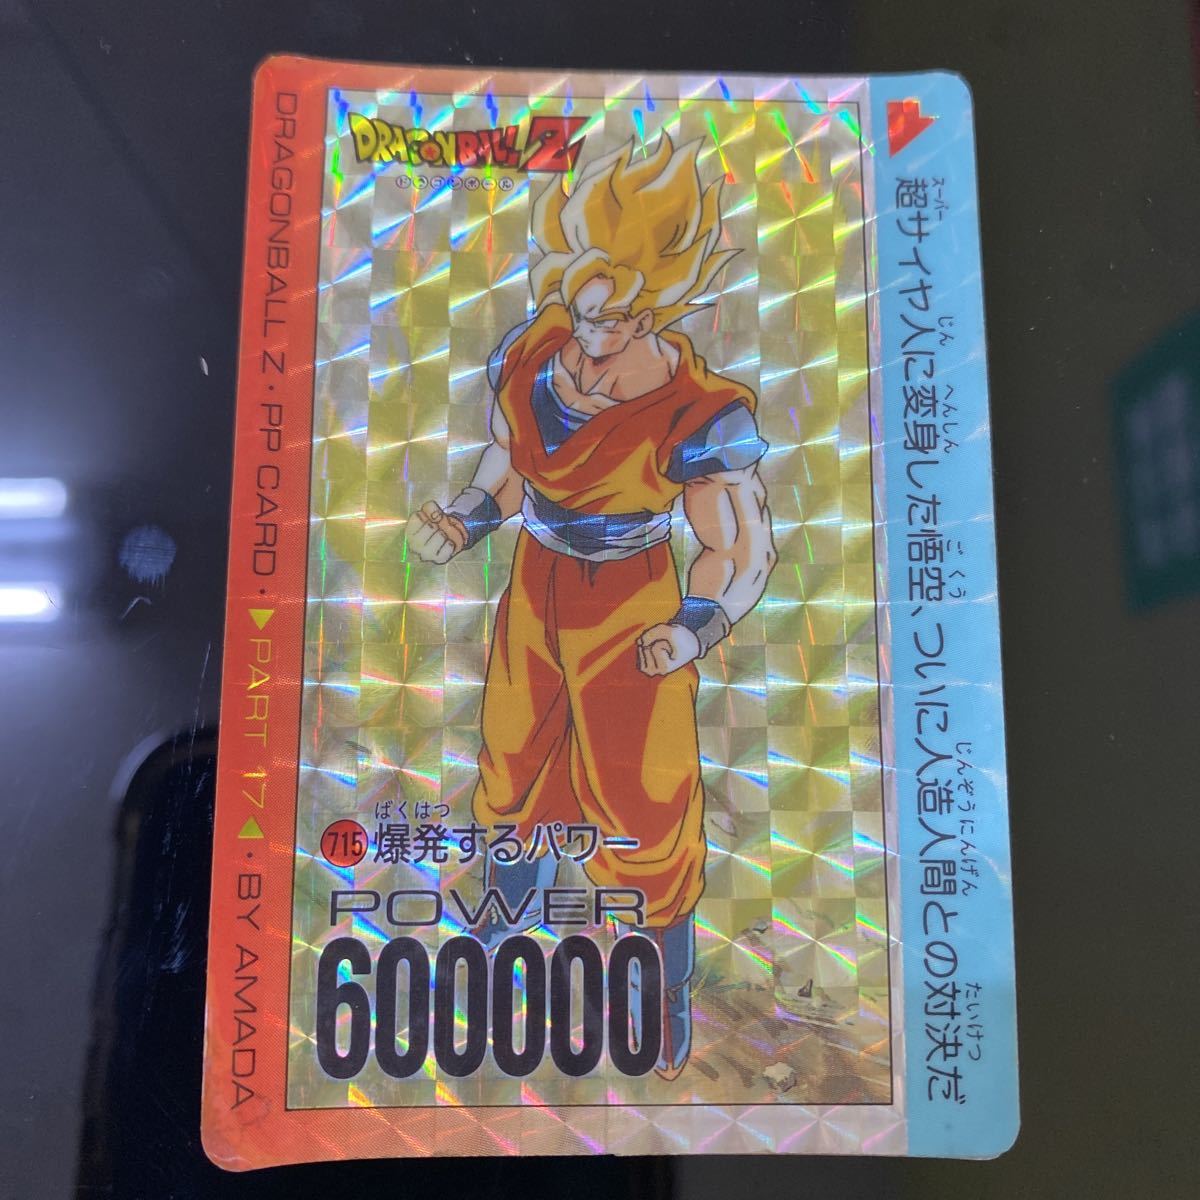 DRAGONBALL Z
ドラゴンボール
超サイヤ人に変身した悟空、ついに人造人間との対決だ
スーパー じん へんしん ごくう じんぞうにんげん たいけつ
DRAGONBALL Z・PP CARD・▶PART 17◀・BY AMADA
ばくはつ
715 爆発するパワー
POWER
600000